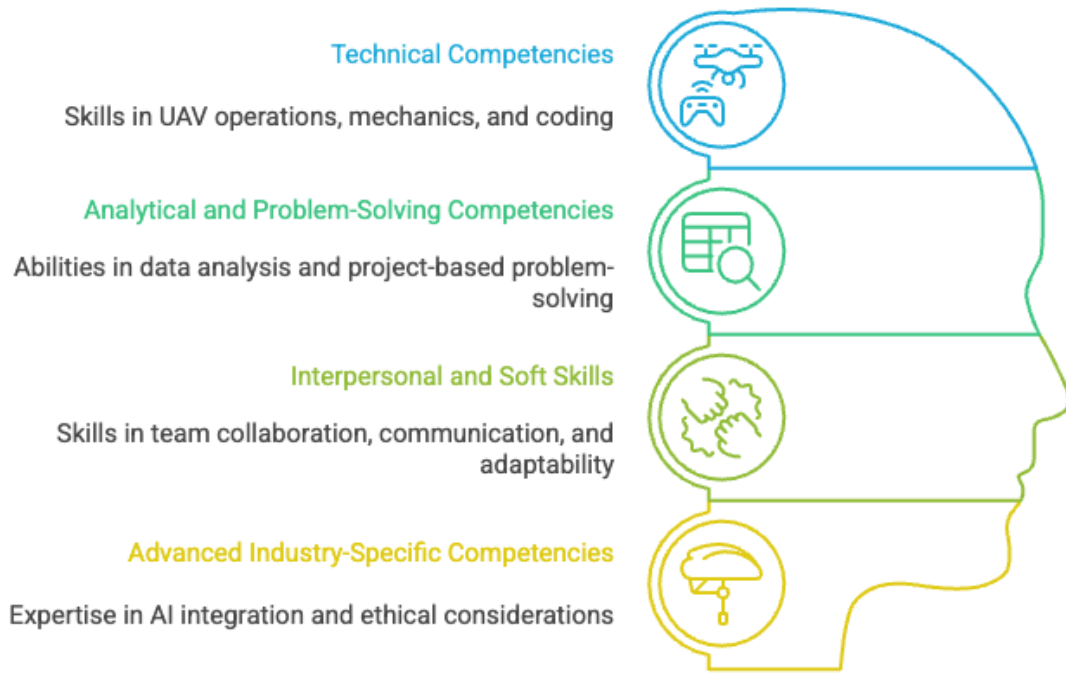 Technical Competencies
Skills in UAV operations, mechanics, and coding
Analytical and Problem-Solving Competencies
Abilities in data analysis and project-based problem-
solving
Interpersonal and Soft Skills
Skills in team collaboration, communication, and
adaptability
Advanced Industry-Specific Competencies
Expertise in AI integration and ethical considerations